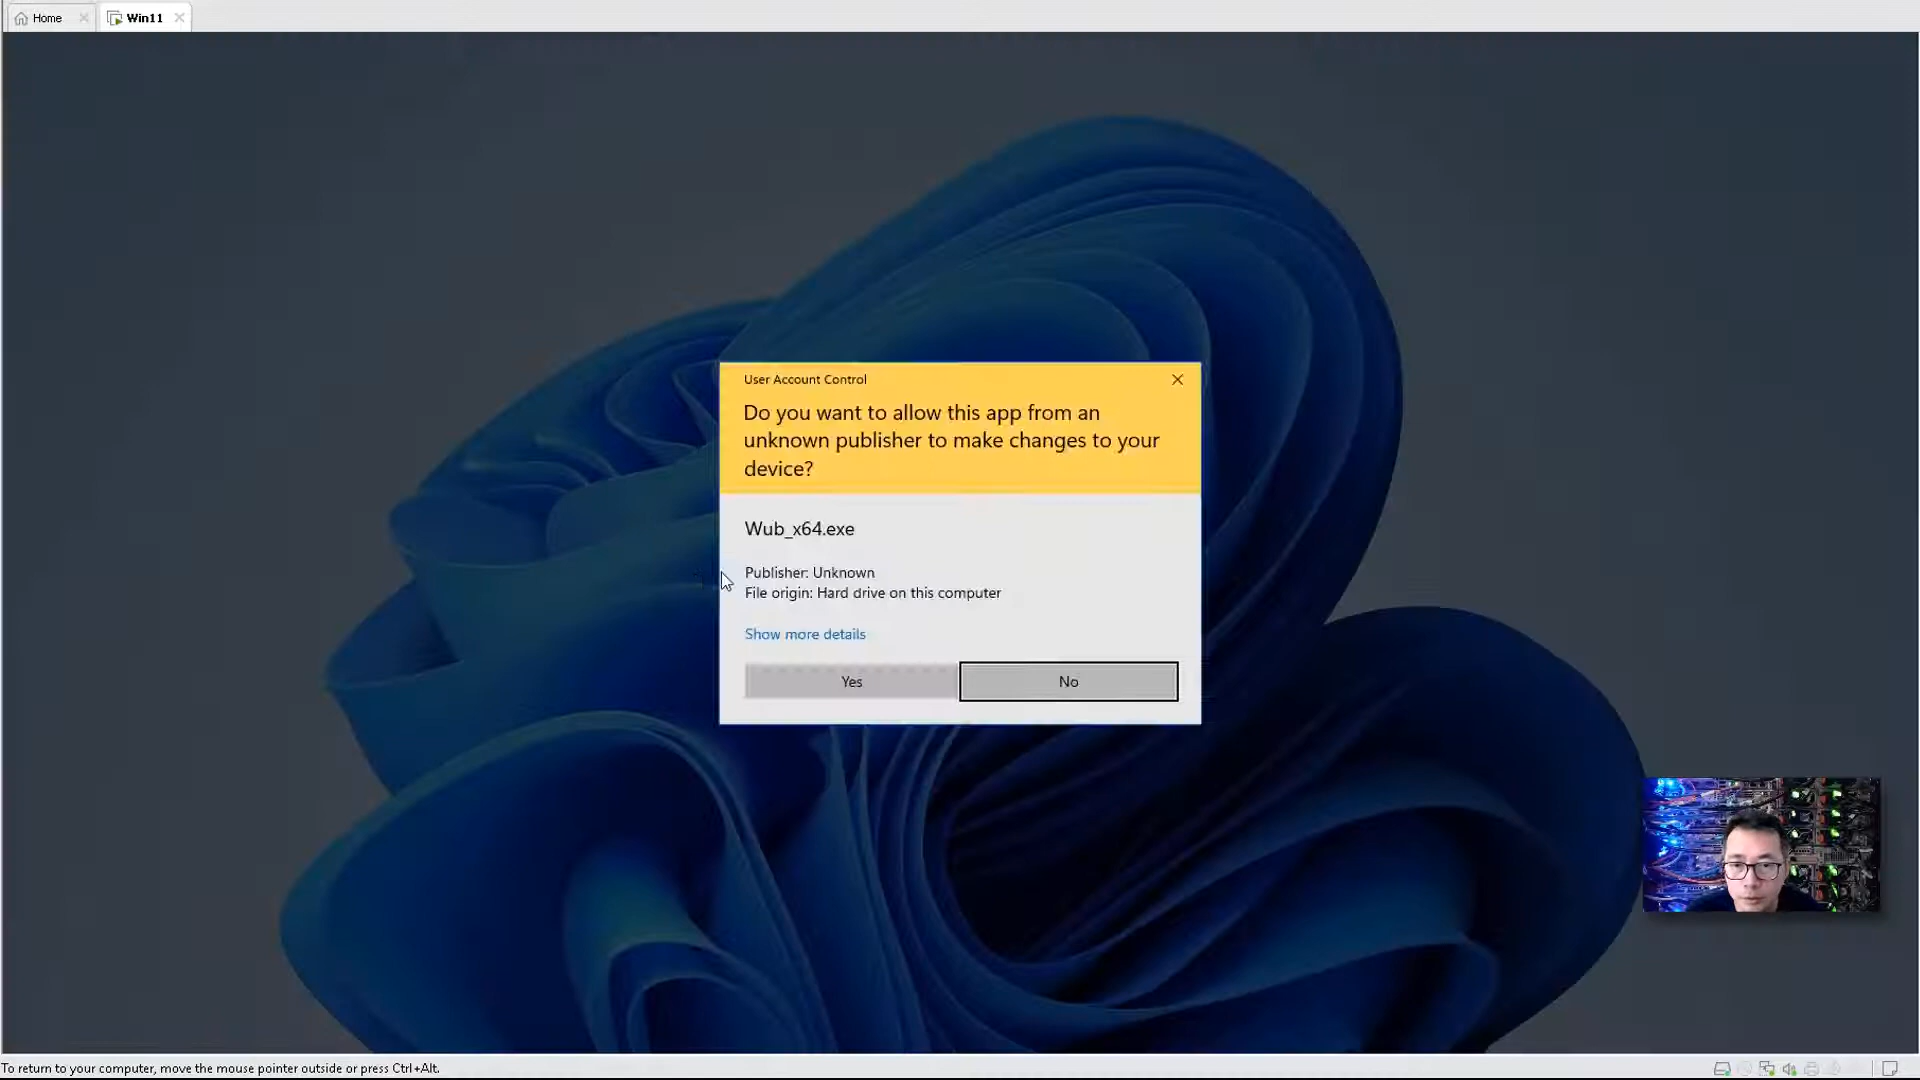 Home
Win11
User Account Control
Do you want to allow this app from an
unknown publisher to make changes to your
device?
Wub_x64.exe
Publisher: Unknown
File origin: Hard drive on this computer
Show more details
Yes
No
To return to your computer, move the mouse pointer outside or press Ctrl+Alt.